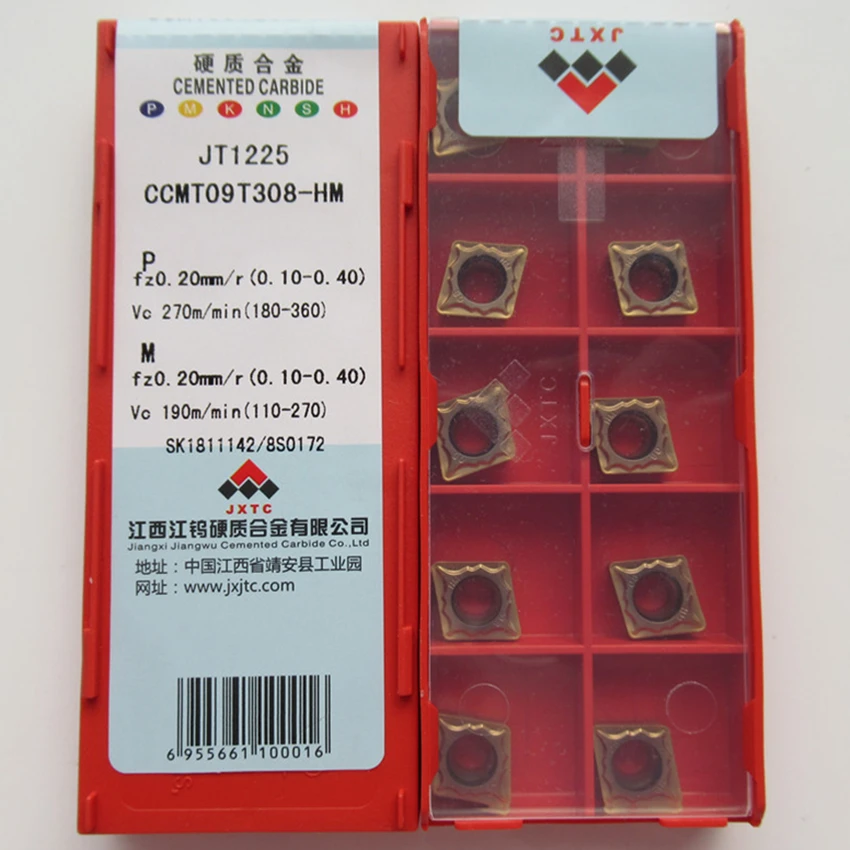 硬质合金
CEMENTED CARBIDE
P M K N S H
JT1225
CCMT09T308-HM
P
fz0.20mm/r(0.10-0.40)
Vc 270m/min(180-360)
M
fz0.20mm/r(0.10-0.40)
Vc 190m/min(110-270)
SK1811142/8S0172
JXTC
江西江钨硬质合金有限公司
Jiangxi Jiangwu Cemented Carbide Co.,Ltd
地址：中国江西省靖安县工业园
网址：www.jxjtc.com
6 955661 100016
JXTC
JXTC